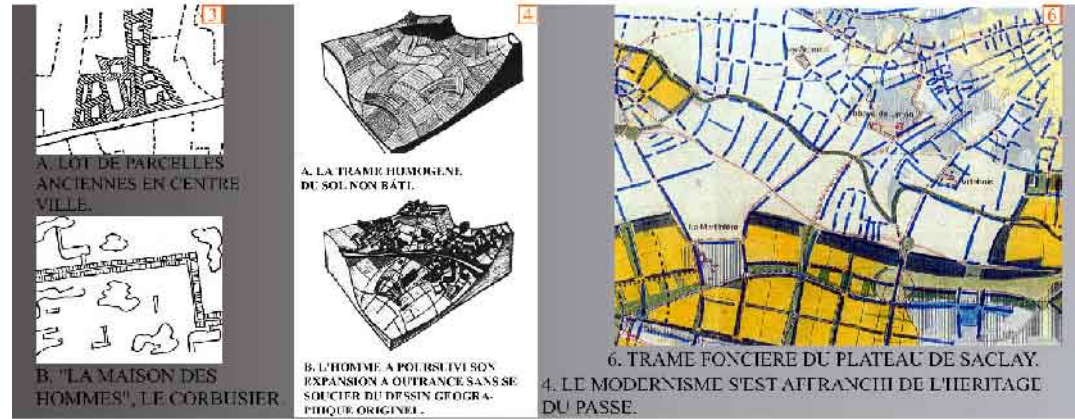 3
A. LOT DE PARCELLES
ANCIENNES EN CENTRE
VILLE.
B. "LA MAISON DES
HOMMES", LE CORBUSIER.
4
A. LA TRAME HOMOGENE
DU SOL NON BÂTI.
B. L'HOMME A POURSUIVI SON
EXPANSION A OUTRANCE SANS SE
SOUCIER DU DESSIN GEOGRA-
PHIQUE ORIGINEL.
6
La Martinière
6. TRAME FONCIERE DU PLATEAU DE SACLAY.
4. LE MODERNISME S'EST AFFRANCHI DE L'HERITAGE
DU PASSE.